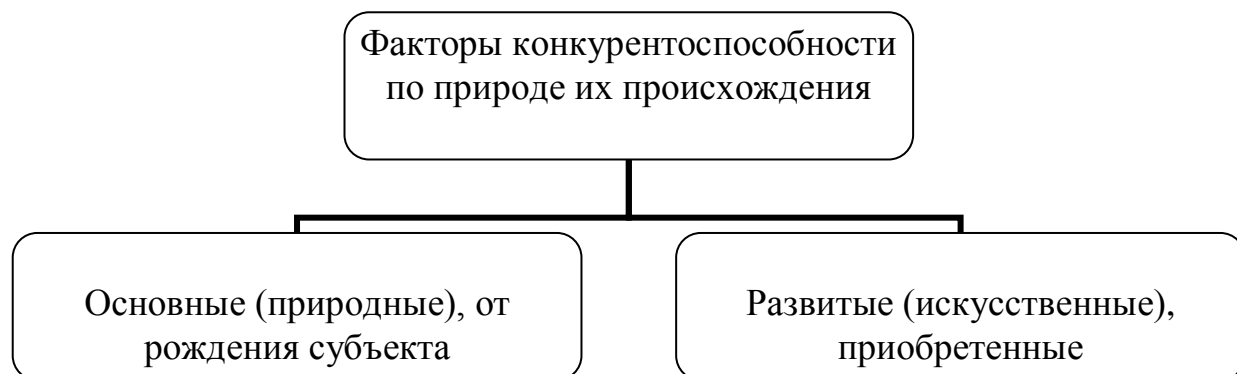 Факторы конкурентоспособности
по природе их происхождения
Основные (природные), от
рождения субъекта
Развитые (искусственные),
приобретенные